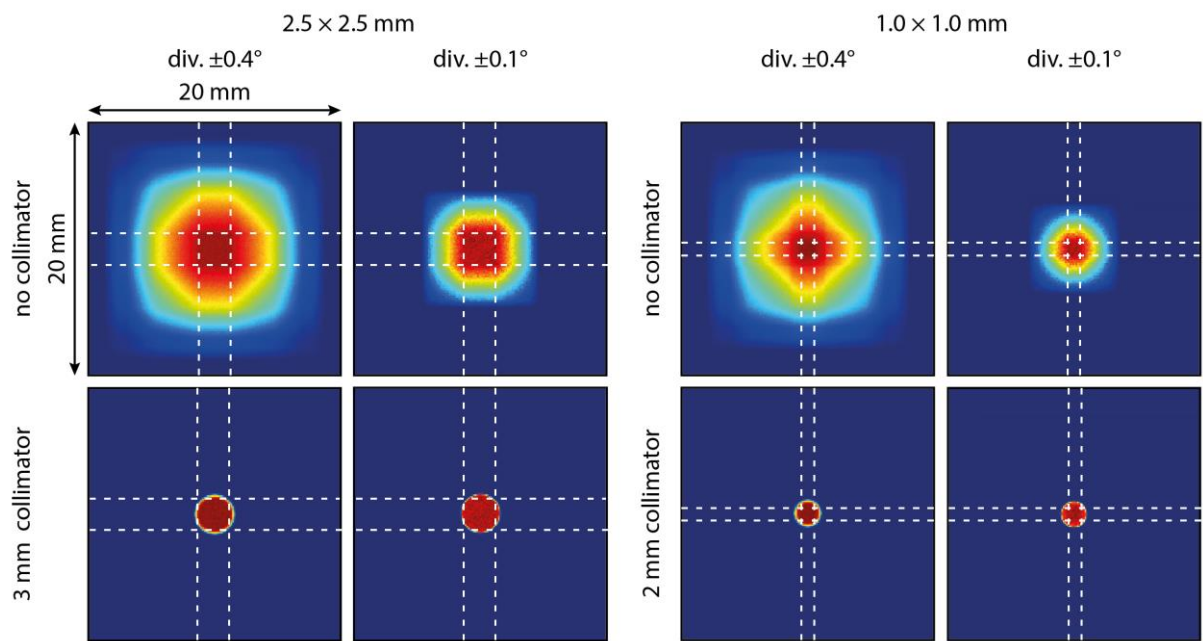 2.5 × 2.5 mm
1.0 × 1.0 mm
div. ±0.4°
div. ±0.1°
div. ±0.4°
div. ±0.1°
20 mm
20 mm
no collimator
no collimator
3 mm collimator
2 mm collimator